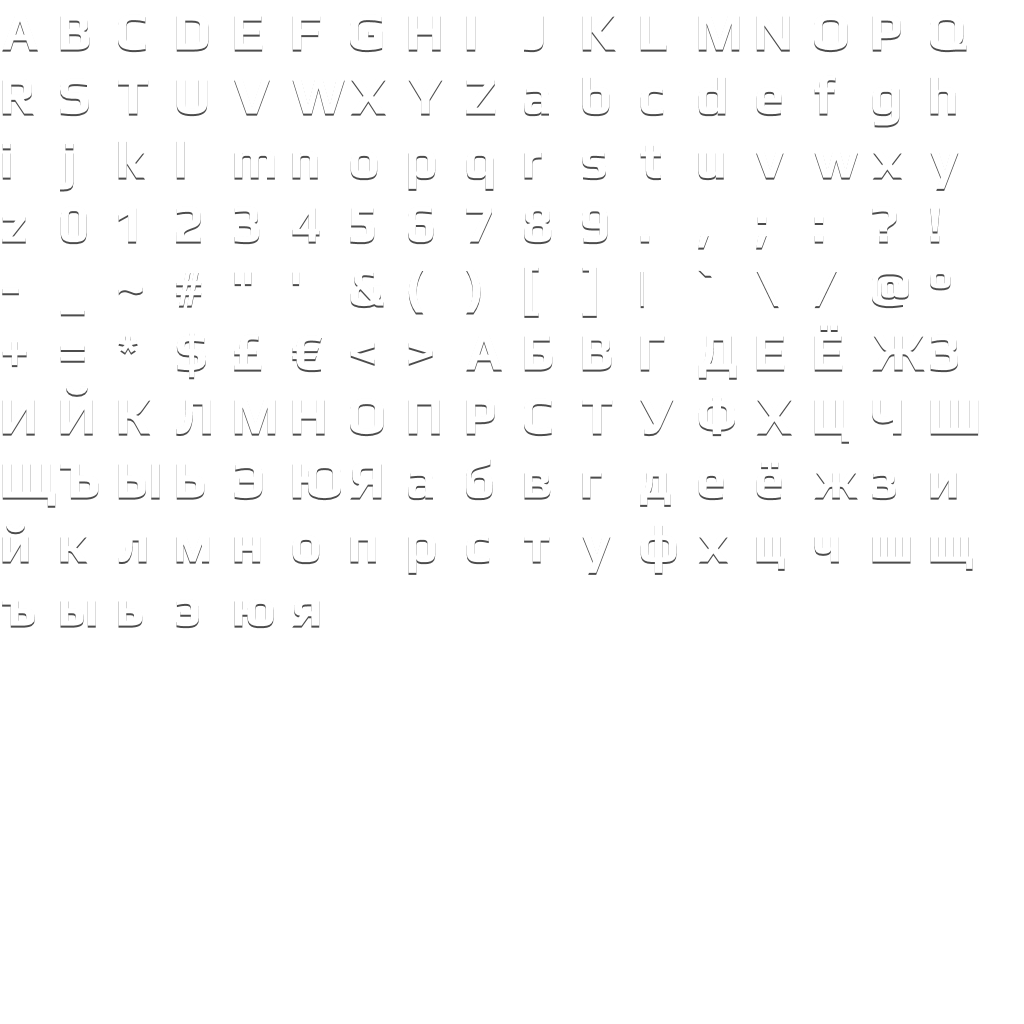 A B C D E F G H I J K L M N O P Q
R S T U V W X Y Z a b c d e f g h
i j k l m n o p q r s t u v w x y
z 0 1 2 3 4 5 6 7 8 9 . , ; : ? !
- _ ~ # " ' & ( ) [ ] | ` \ / @ °
+ = * $ £ € < > А Б В Г Д Е Ё Ж З
И Й К Л М Н О П Р С Т У Ф Х Щ Ч Ш
Щ Ъ Ы Ь Э Ю Я а б в г д е ё ж з и
й к л м н о п р с т у ф х щ ч ш щ
ъ ы ь э ю я